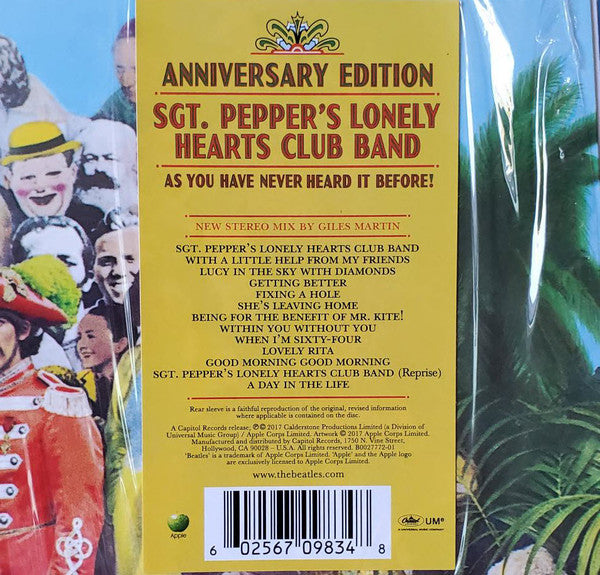 ANNIVERSARY EDITION
SGT. PEPPER'S LONELY
HEARTS CLUB BAND
AS YOU HAVE NEVER HEARD IT BEFORE!
NEW STEREO MIX BY GILES MARTIN
SGT. PEPPER'S LONELY HEARTS CLUB BAND
WITH A LITTLE HELP FROM MY FRIENDS
LUCY IN THE SKY WITH DIAMONDS
GETTING BETTER
FIXING A HOLE
SHE'S LEAVING HOME
BEING FOR THE BENEFIT OF MR. KITE!
WITHIN YOU WITHOUT YOU
WHEN I'M SIXTY-FOUR
LOVELY RITA
GOOD MORNING GOOD MORNING
SGT. PEPPER'S LONELY HEARTS CLUB BAND (Reprise)
A DAY IN THE LIFE
Rear sleeve is a faithful reproduction of the original, revised information
where applicable is contained on the disc.
A Capitol Records release; ℗© 2017 Calderstone Productions Limited (a Division of
Universal Music Group) / Apple Corps Limited. Artwork © 2017 Apple Corps Limited.
Manufactured and distributed by Capitol Records, 1750 N. Vine Street,
Hollywood, CA 90028 – U.S.A. B0027772-01
'Beatles' is a trademark of Apple Corps Limited. 'Apple' and the Apple logo
are exclusively licensed to Apple Corps Limited.
www.thebeatles.com
Apple
Capitol
UMe
6 02567 09834 8